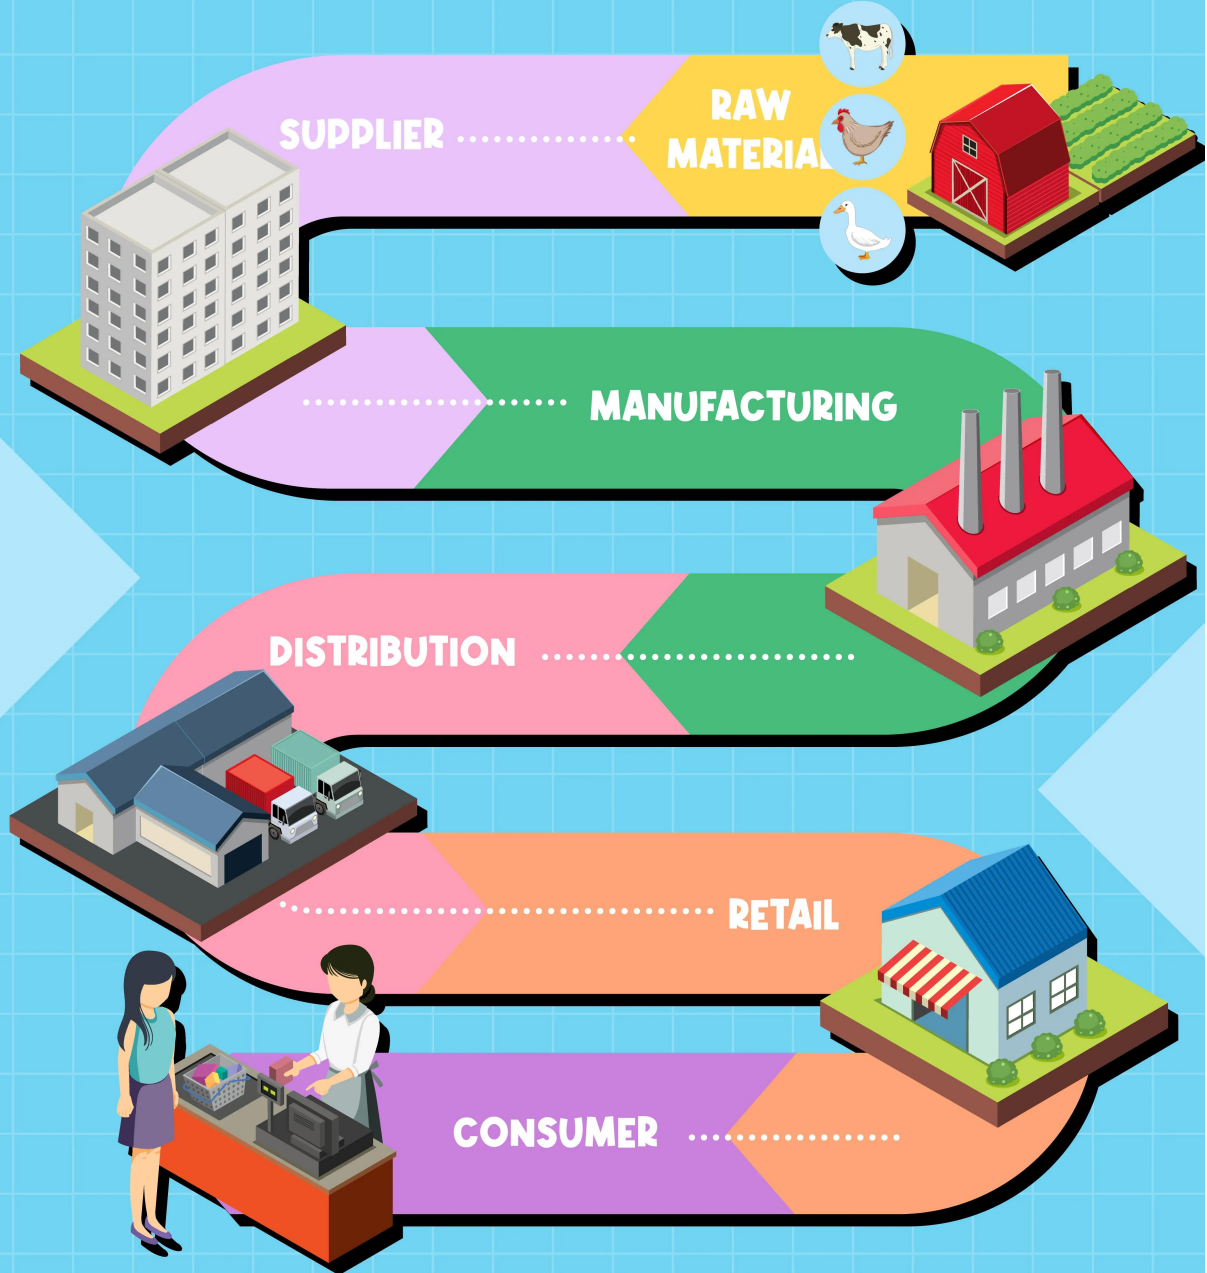 SUPPLIER
RAW
MATERIAL
MANUFACTURING
DISTRIBUTION
RETAIL
CONSUMER